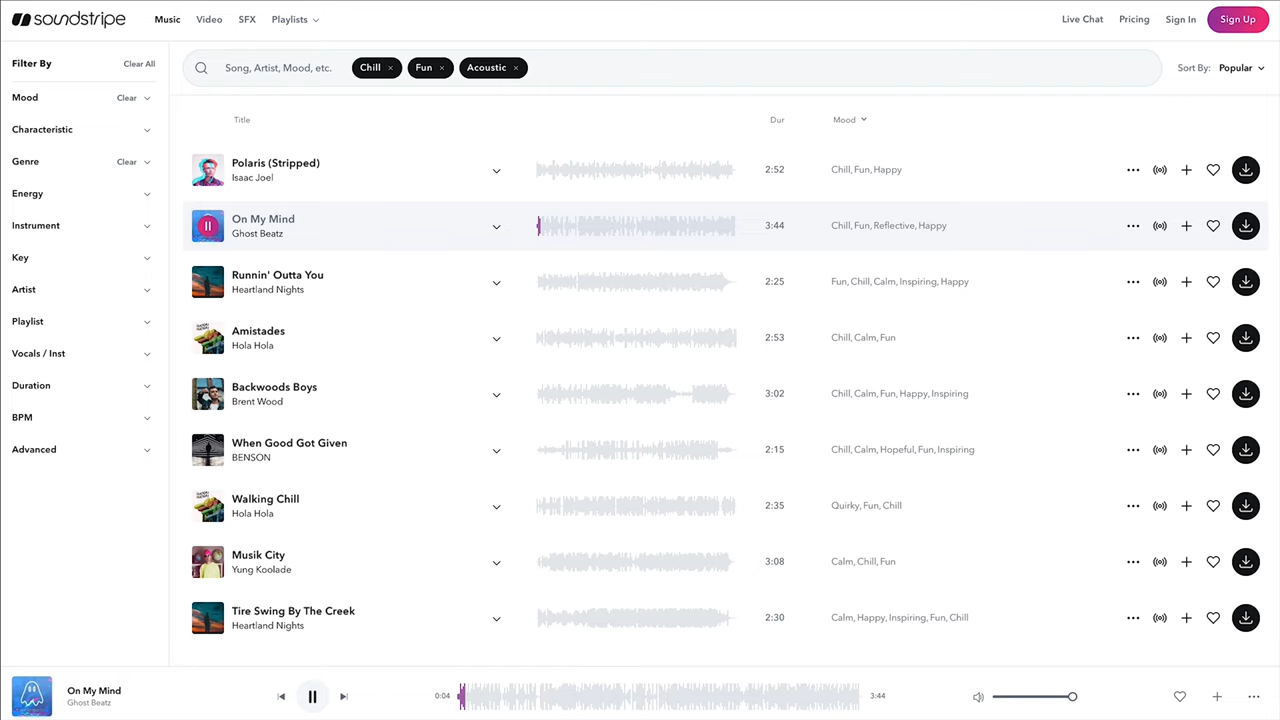 soundstripe Music Video SFX Playlists Live Chat Pricing Sign In Sign Up
Filter By Clear All
Song, Artist, Mood, etc. Chill × Fun × Acoustic × Sort By: Popular
Mood Clear
Characteristic
Genre Clear
Energy
Instrument
Key
Artist
Playlist
Vocals / Inst
Duration
BPM
Advanced
Title Dur Mood
Polaris (Stripped)
Isaac Joel
2:52 Chill, Fun, Happy
On My Mind
Ghost Beatz
3:44 Chill, Fun, Reflective, Happy
Runnin' Outta You
Heartland Nights
2:25 Fun, Chill, Calm, Inspiring, Happy
Amistades
Hola Hola
2:53 Chill, Calm, Fun
Backwoods Boys
Brent Wood
3:02 Chill, Calm, Fun, Happy, Inspiring
When Good Got Given
BENSON
2:15 Chill, Calm, Hopeful, Fun, Inspiring
Walking Chill
Hola Hola
2:35 Quirky, Fun, Chill
Musik City
Yung Koolade
3:08 Calm, Chill, Fun
Tire Swing By The Creek
Heartland Nights
2:30 Calm, Happy, Inspiring, Fun, Chill
On My Mind
Ghost Beatz
0:04 3:44